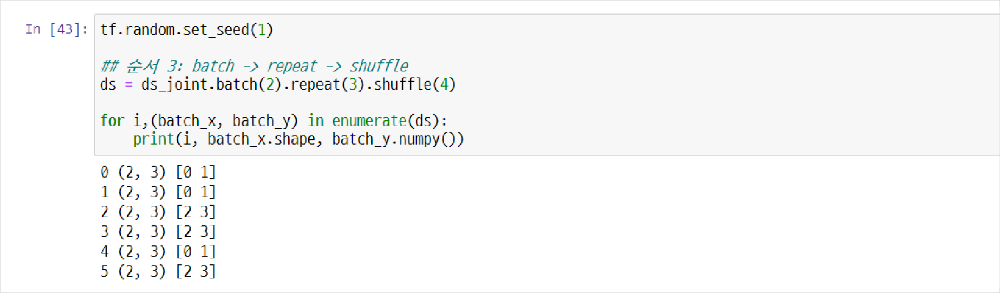 In [43]: tf.random.set_seed(1)
## 순서 3: batch -> repeat -> shuffle
ds = ds_joint.batch(2).repeat(3).shuffle(4)
for i,(batch_x, batch_y) in enumerate(ds):
    print(i, batch_x.shape, batch_y.numpy())
0 (2, 3) [0 1]
1 (2, 3) [0 1]
2 (2, 3) [2 3]
3 (2, 3) [2 3]
4 (2, 3) [0 1]
5 (2, 3) [2 3]